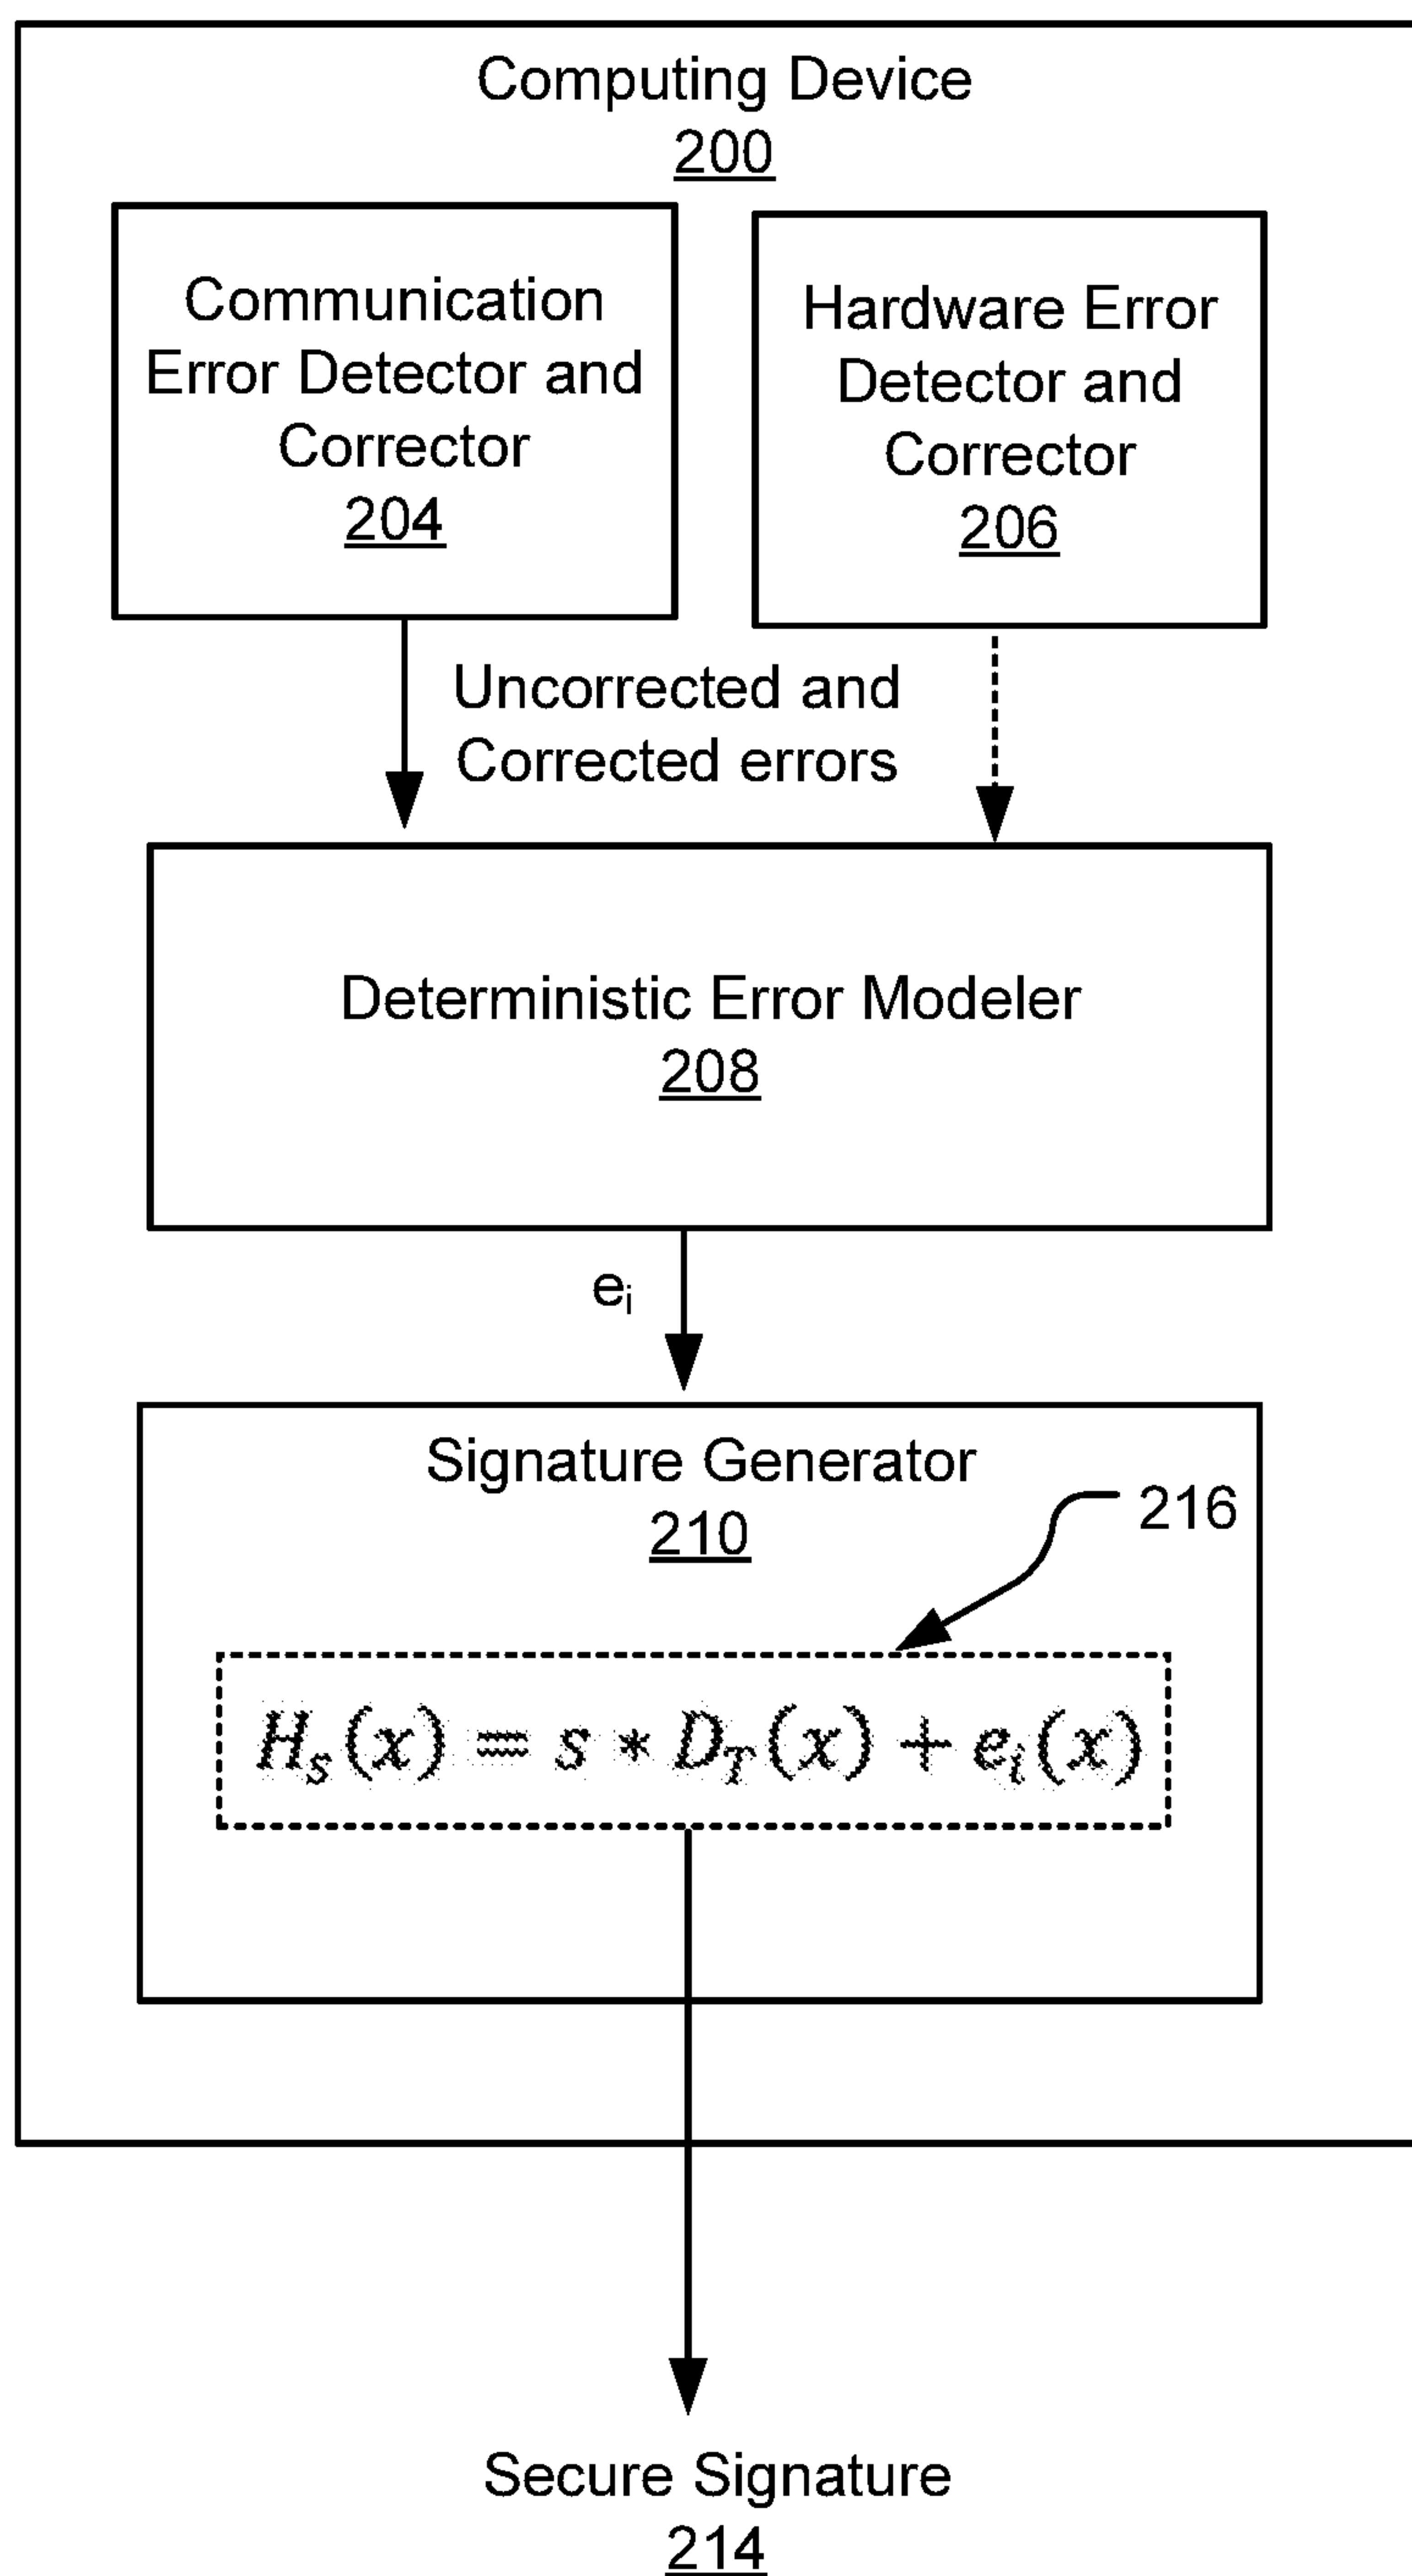 Computing Device
200
Communication
Error Detector and
Corrector
204
Hardware Error
Detector and
Corrector
206
Uncorrected and
Corrected errors
Deterministic Error Modeler
208
eᵢ
Signature Generator
210
216
Hₛ(x) = s * D_T(x) + eᵢ(x)
Secure Signature
214